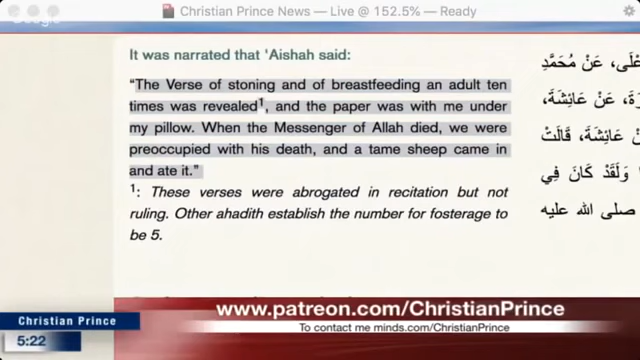 Christian Prince News — Live @ 152.5% — Ready
It was narrated that 'Aishah said:
عْلَى، عَنْ مُحَمَّدِ
"The Verse of stoning and of breastfeeding an adult ten
times was revealed¹, and the paper was with me under
عَنْ عَائِشَةَ،
my pillow. When the Messenger of Allah died, we were
عَائِشَةَ، قَالَتْ
preoccupied with his death, and a tame sheep came in
and ate it."
وَلَقَدْ كَانَ فِي
¹: These verses were abrogated in recitation but not
ruling. Other ahadith establish the number for fosterage to
صلى الله عليه
be 5.
www.patreon.com/ChristianPrince
Christian Prince
To contact me minds.com/ChristianPrince
5:22